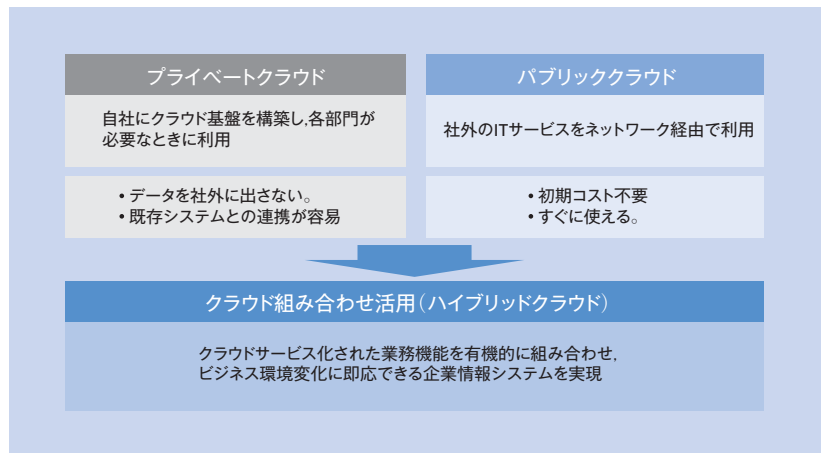 プライベートクラウド
自社にクラウド基盤を構築し,各部門が
必要なときに利用
・データを社外に出さない。
・既存システムとの連携が容易
パブリッククラウド
社外のITサービスをネットワーク経由で利用
・初期コスト不要
・すぐに使える。
クラウド組み合わせ活用(ハイブリッドクラウド)
クラウドサービス化された業務機能を有機的に組み合わせ,
ビジネス環境変化に即応できる企業情報システムを実現